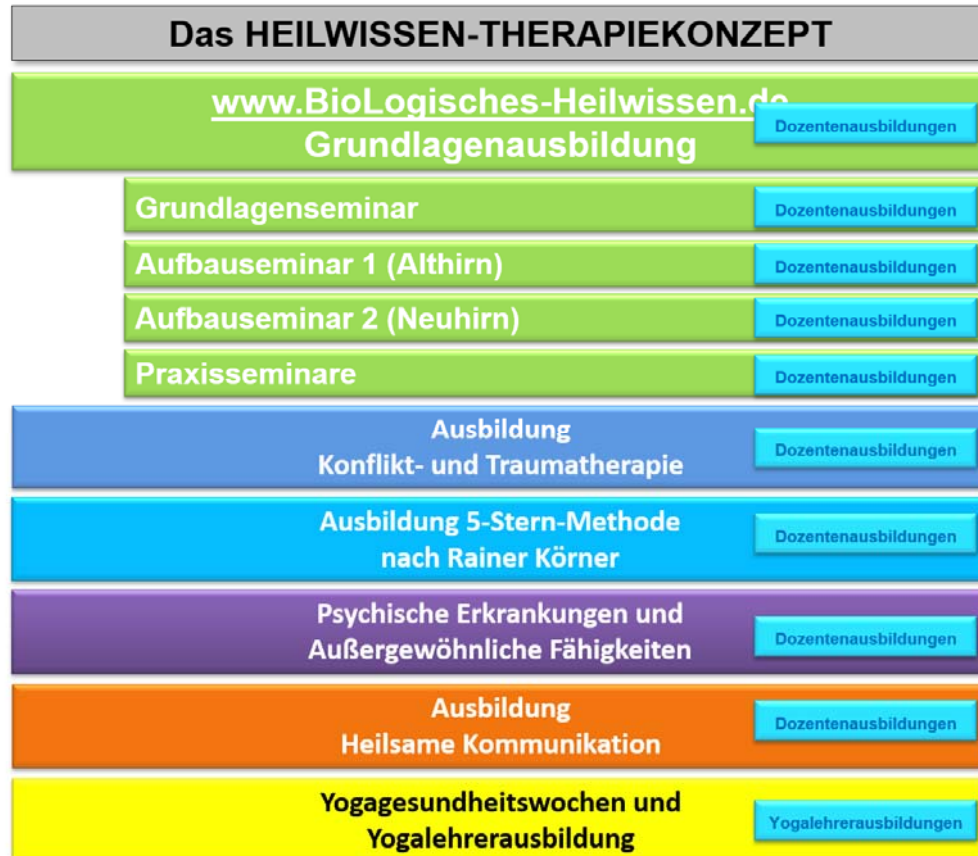 Das HEILWISSEN-THERAPIEKONZEPT
www.BioLogisches-Heilwissen.de
Grundlagenausbildung
Dozentenausbildungen
Grundlagenseminar
Dozentenausbildungen
Aufbauseminar 1 (Althirn)
Dozentenausbildungen
Aufbauseminar 2 (Neuhirn)
Dozentenausbildungen
Praxisseminare
Dozentenausbildungen
Ausbildung
Konflikt- und Traumatherapie
Dozentenausbildungen
Ausbildung 5-Stern-Methode
nach Rainer Körner
Dozentenausbildungen
Psychische Erkrankungen und
Außergewöhnliche Fähigkeiten
Dozentenausbildungen
Ausbildung
Heilsame Kommunikation
Dozentenausbildungen
Yogagesundheitswochen und
Yogalehrerausbildung
Yogalehrerausbildungen